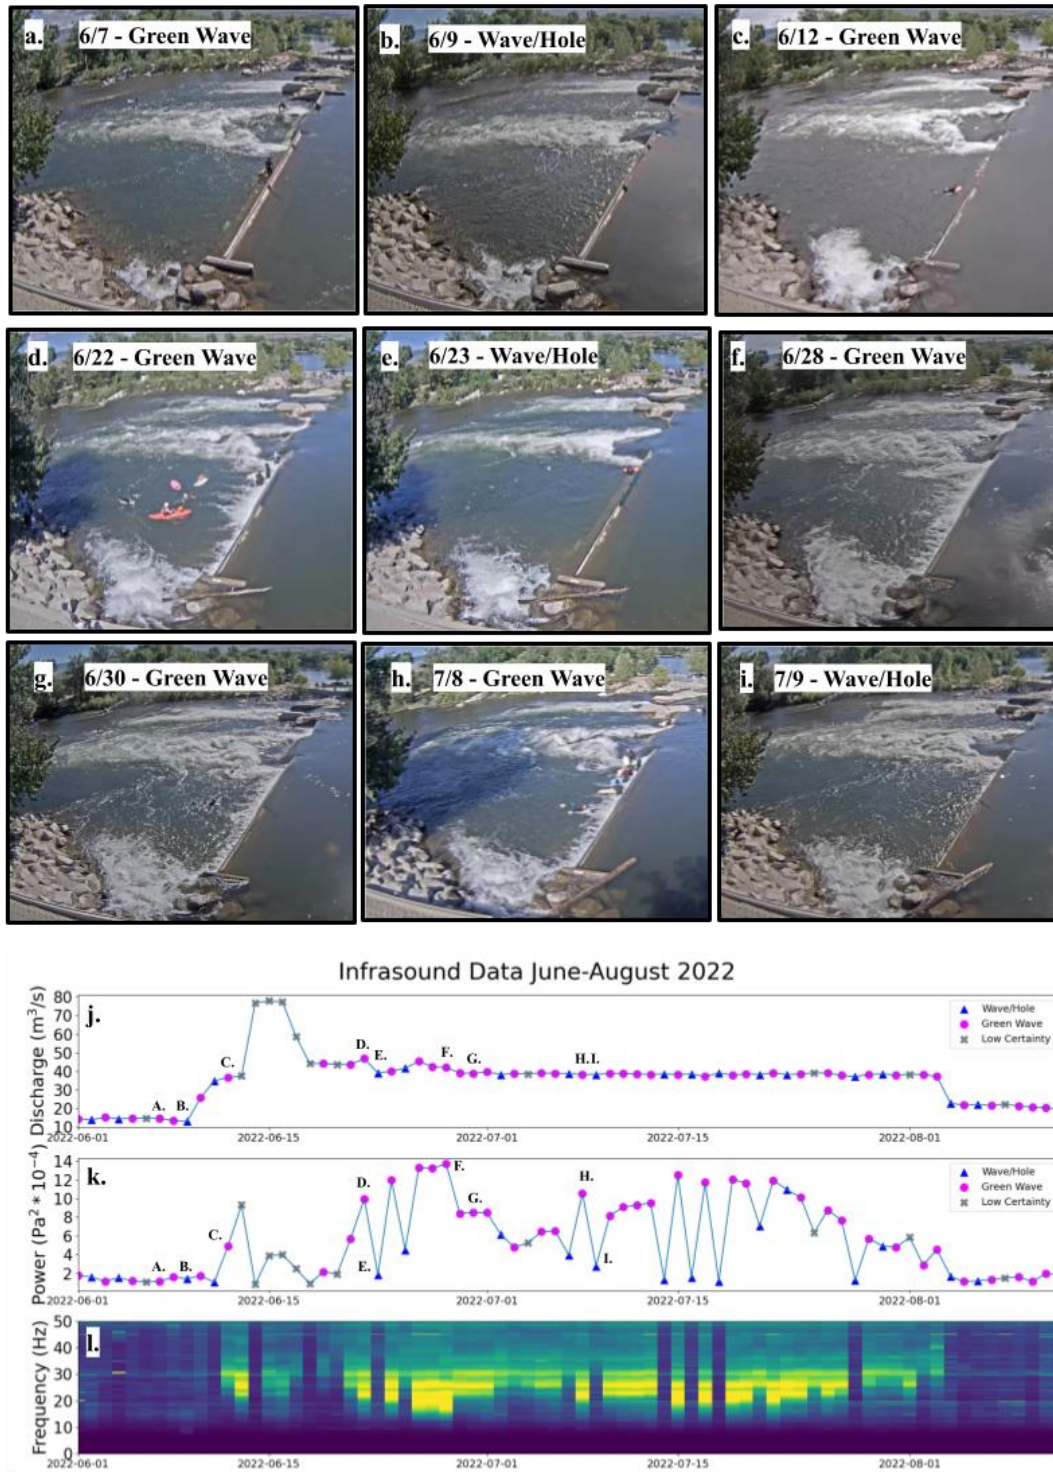 a. 6/7 - Green Wave
b. 6/9 - Wave/Hole
c. 6/12 - Green Wave
d. 6/22 - Green Wave
e. 6/23 - Wave/Hole
f. 6/28 - Green Wave
g. 6/30 - Green Wave
h. 7/8 - Green Wave
i. 7/9 - Wave/Hole
Infrasound Data June-August 2022
j.
Discharge (m³/s)
80
70
60
50
40
30
20
10
A.
B.
C.
D.
E.
F.
G.
H.I.
Wave/Hole
Green Wave
Low Certainty
2022-06-01
2022-06-15
2022-07-01
2022-07-15
2022-08-01
k.
Power (Pa² * 10⁻⁴)
14
12
10
8
6
4
2
A.
B.
C.
D.
E.
F.
G.
H.
I.
Wave/Hole
Green Wave
Low Certainty
2022-06-01
2022-06-15
2022-07-01
2022-07-15
2022-08-01
l.
Frequency (Hz)
50
40
30
20
10
0
2022-06-01
2022-06-15
2022-07-01
2022-07-15
2022-08-01